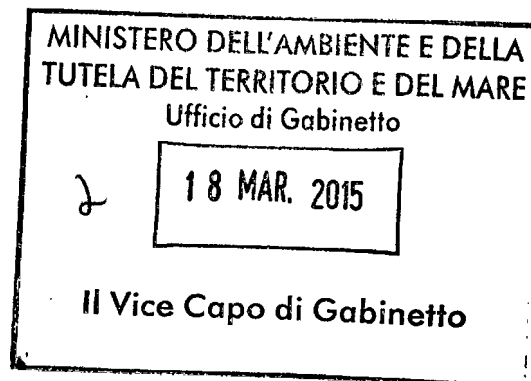 MINISTERO DELL'AMBIENTE E DELLA
TUTELA DEL TERRITORIO E DEL MARE
Ufficio di Gabinetto
18 MAR. 2015
Il Vice Capo di Gabinetto